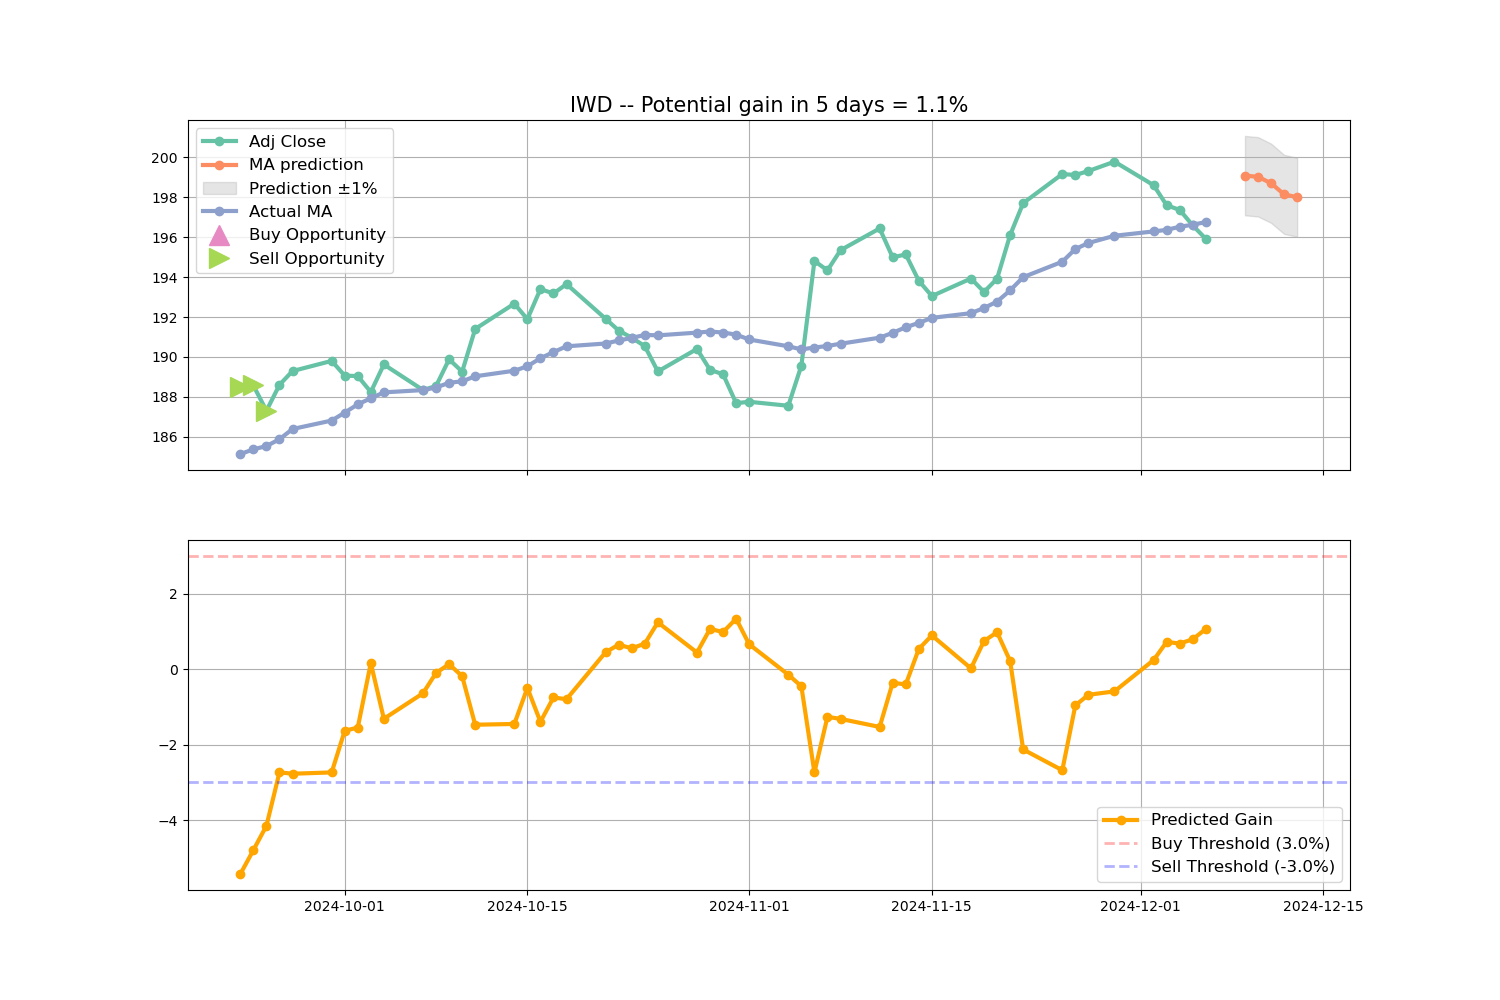 IWD -- Potential gain in 5 days = 1.1%
Adj Close
MA prediction
Prediction ±1%
Actual MA
Buy Opportunity
Sell Opportunity
200
198
196
194
192
190
188
186
2
0
−2
−4
Predicted Gain
Buy Threshold (3.0%)
Sell Threshold (-3.0%)
2024-10-01
2024-10-15
2024-11-01
2024-11-15
2024-12-01
2024-12-15